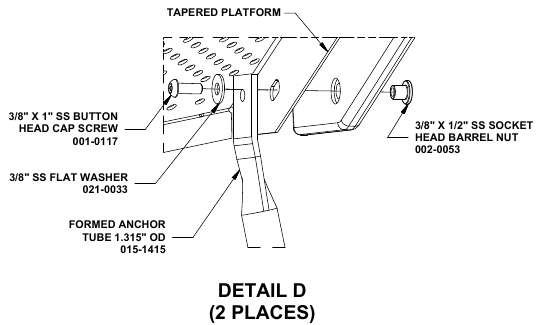 TAPERED PLATFORM
3/8" X 1" SS BUTTON
HEAD CAP SCREW
001-0117
3/8" X 1/2" SS SOCKET
HEAD BARREL NUT
002-0053
3/8" SS FLAT WASHER
021-0033
FORMED ANCHOR
TUBE 1.315" OD
015-1415
DETAIL D
(2 PLACES)